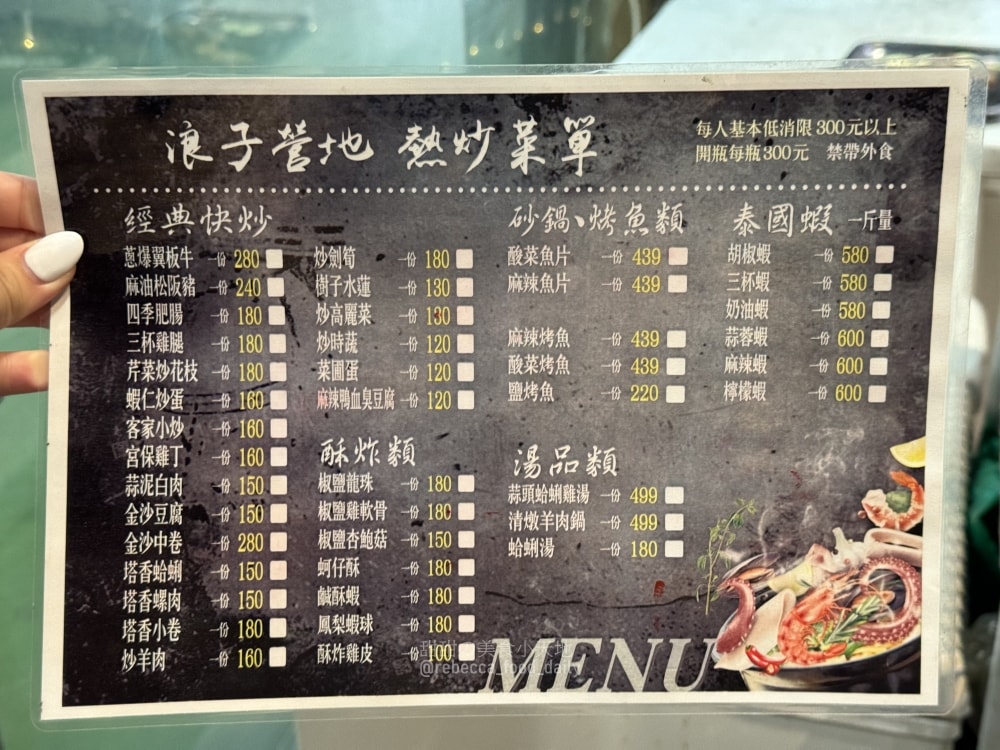 浪子營地 熱炒菜單
每人基本低消限300元以上
開瓶每瓶300元 禁帶外食
經典快炒
蔥爆翼板牛 一份 280
麻油松阪豬 一份 240
四季肥腸 一份 180
三杯雞腿 一份 180
芹菜炒花枝 一份 180
蝦仁炒蛋 一份 160
客家小炒 一份 160
宮保雞丁 一份 160
蒜泥白肉 一份 150
金沙豆腐 一份 150
金沙中卷 一份 280
塔香蛤蜊 一份 150
塔香螺肉 一份 150
塔香小卷 一份 180
炒羊肉 一份 160
炒劍筍 一份 180
樹子水蓮 一份 130
炒高麗菜 一份 130
炒時蔬 一份 120
菜圃蛋 一份 120
麻辣鴨血臭豆腐 一份 120
酥炸類
椒鹽龍珠 一份 180
椒鹽雞軟骨 一份 180
椒鹽杏鮑菇 一份 150
蚵仔酥 一份 180
鹹酥蝦 一份 180
鳳梨蝦球 一份 180
酥炸雞皮 一份 100
砂鍋、烤魚類
酸菜魚片 一份 439
麻辣魚片 一份 439
麻辣烤魚 一份 439
酸菜烤魚 一份 439
鹽烤魚 一份 220
湯品類
蒜頭蛤蜊雞湯 一份 499
清燉羊肉鍋 一份 499
蛤蜊湯 一份 180
泰國蝦 一斤量
胡椒蝦 一份 580
三杯蝦 一份 580
奶油蝦 一份 580
蒜蓉蝦 一份 600
麻辣蝦 一份 600
檸檬蝦 一份 600
MENU
@rebecca_food_daily